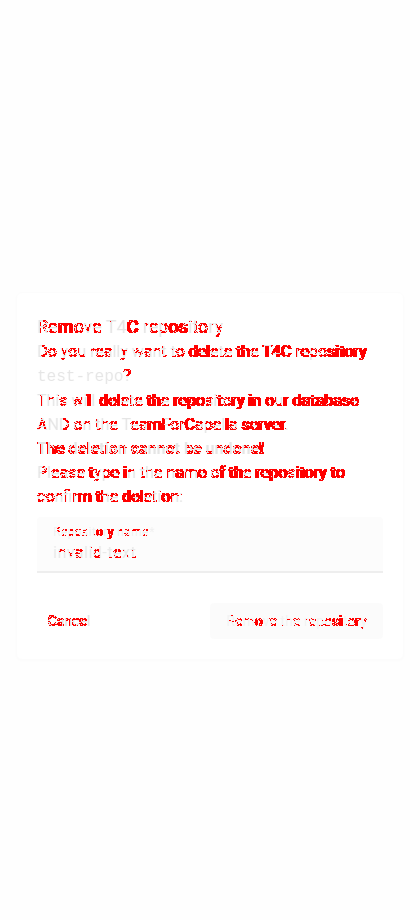 Remove T4C repository
Do you really want to delete the T4C repository
test-repo?
This will delete the repository in our database
AND on the TeamForCapella server.
The deletion cannot be undone!
Please type in the name of the repository to
confirm the deletion:
Repository name
invalid-text
Cancel
Remove the repository